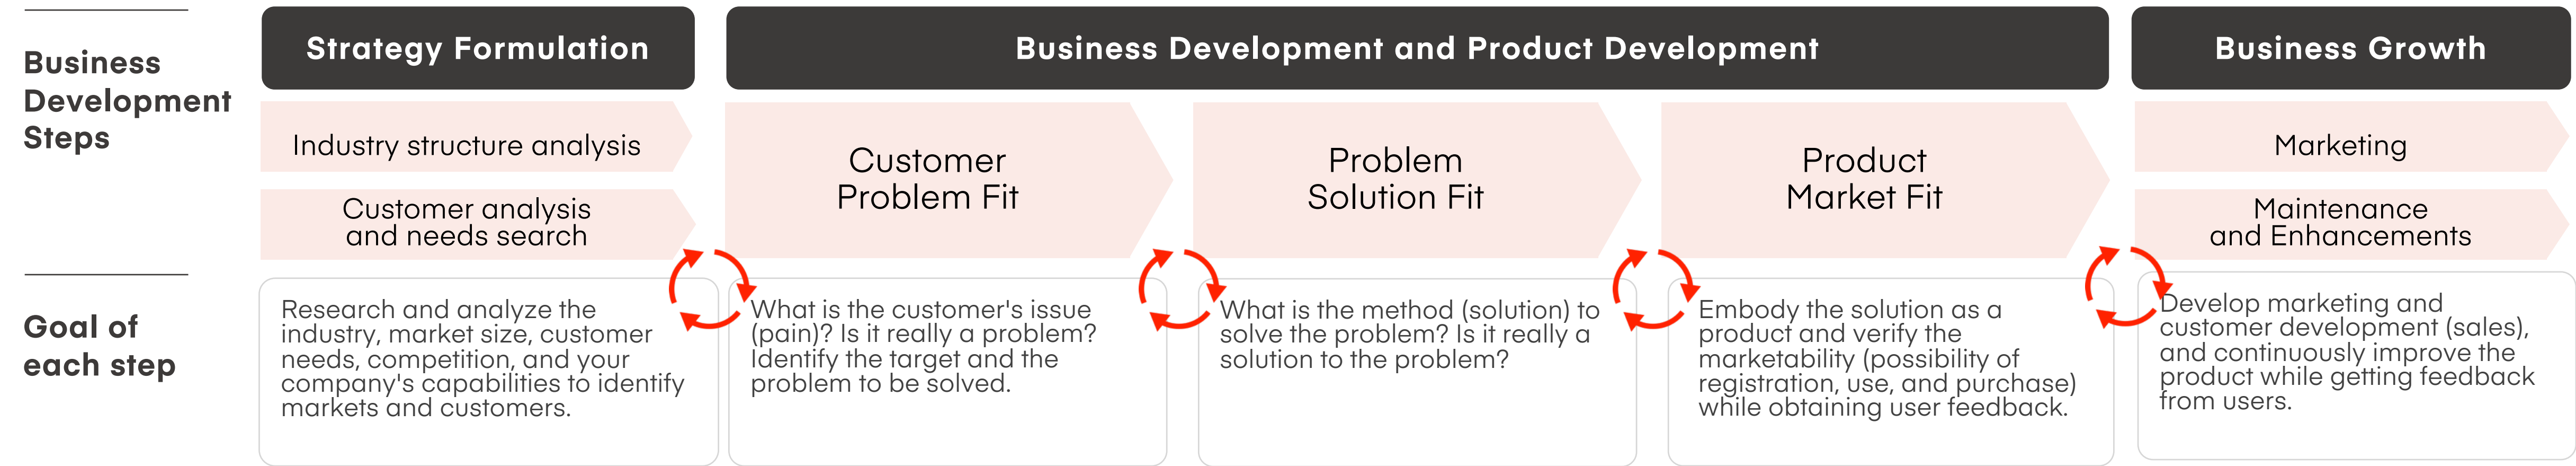 Business
Development
Steps
Strategy Formulation
Business Development and Product Development
Business Growth
Industry structure analysis
Customer analysis
and needs search
Customer
Problem Fit
Problem
Solution Fit
Product
Market Fit
Marketing
Maintenance
and Enhancements
Goal of
each step
Research and analyze the
industry, market size, customer
needs, competition, and your
company's capabilities to identify
markets and customers.
What is the customer's issue
(pain)? Is it really a problem?
Identify the target and the
problem to be solved.
What is the method (solution) to
solve the problem? Is it really a
solution to the problem?
Embody the solution as a
product and verify the
marketability (possibility of
registration, use, and purchase)
while obtaining user feedback.
Develop marketing and
customer development (sales),
and continuously improve the
product while getting feedback
from users.